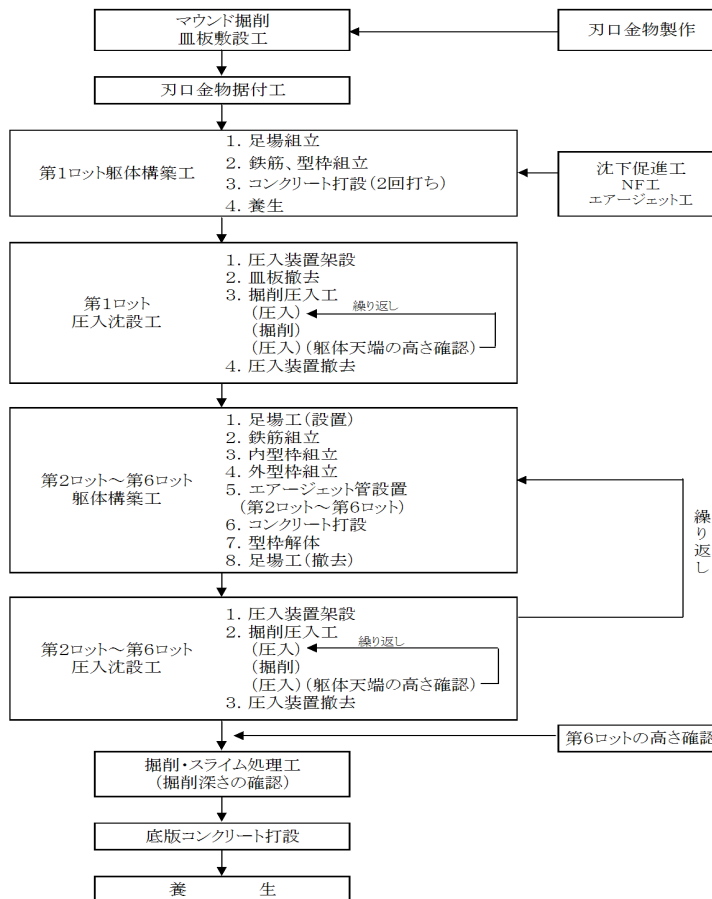 マウンド掘削
皿板敷設工
刃口金物製作
刃口金物据付工
第1ロット躯体構築工
1. 足場組立
2. 鉄筋、型枠組立
3. コンクリート打設(2回打ち)
4. 養生
沈下促進工
NF工
エアージェット工
第1ロット
圧入沈設工
1. 圧入装置架設
2. 皿板撤去
3. 掘削圧入工
(圧入)
繰り返し
(掘削)
(圧入)(躯体天端の高さ確認)
4. 圧入装置撤去
第2ロット～第6ロット
躯体構築工
1. 足場工(設置)
2. 鉄筋組立
3. 内型枠組立
4. 外型枠組立
5. エアージェット管設置
(第2ロット～第6ロット)
6. コンクリート打設
7. 型枠解体
8. 足場工(撤去)
繰り返し
第2ロット～第6ロット
圧入沈設工
1. 圧入装置架設
2. 掘削圧入工
(圧入)
繰り返し
(掘削)
(圧入)(躯体天端の高さ確認)
3. 圧入装置撤去
第6ロットの高さ確認
掘削・スライム処理工
(掘削深さの確認)
底版コンクリート打設
養　　　生